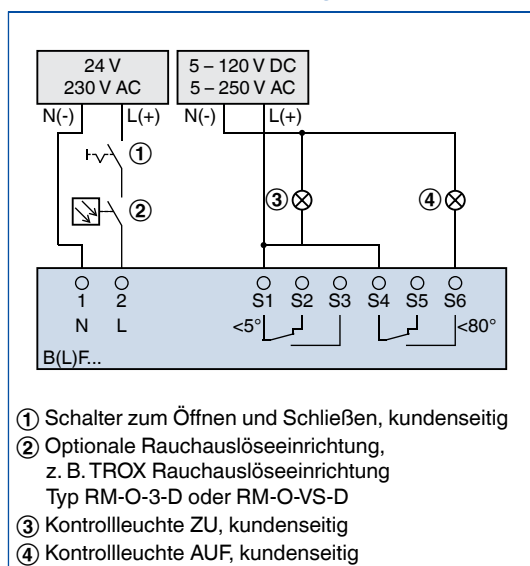 24 V
230 V AC
5 – 120 V DC
5 – 250 V AC
N(-) L(+) N(-) L(+)
1
2
3 4
1 2 S1 S2 S3 S4 S5 S6
N L <5° <80°
B(L)F...
1 Schalter zum Öffnen und Schließen, kundenseitig
2 Optionale Rauchauslöseeinrichtung,
z. B. TROX Rauchauslöseeinrichtung
Typ RM-O-3-D oder RM-O-VS-D
3 Kontrollleuchte ZU, kundenseitig
4 Kontrollleuchte AUF, kundenseitig